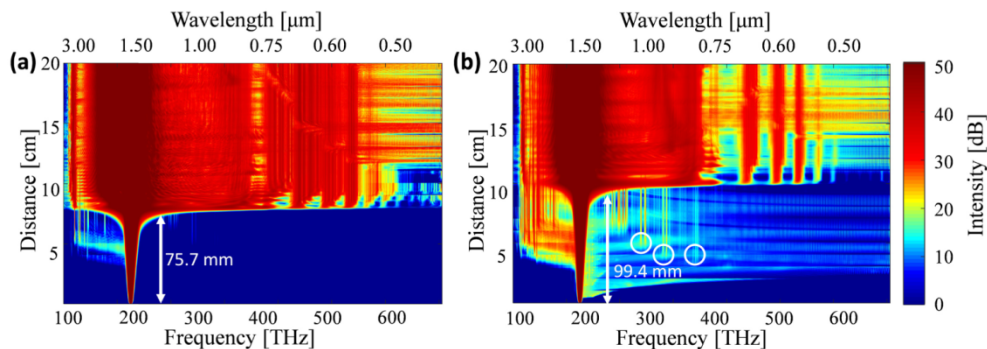 Wavelength [μm]
3.00 1.50 1.00 0.75 0.60 0.50
(a)
20
15
10
5
Distance [cm]
75.7 mm
100 200 300 400 500 600
Frequency [THz]
Wavelength [μm]
3.00 1.50 1.00 0.75 0.60 0.50
(b)
20
15
10
5
Distance [cm]
99.4 mm
100 200 300 400 500 600
Frequency [THz]
50
40
30
20
10
0
Intensity [dB]